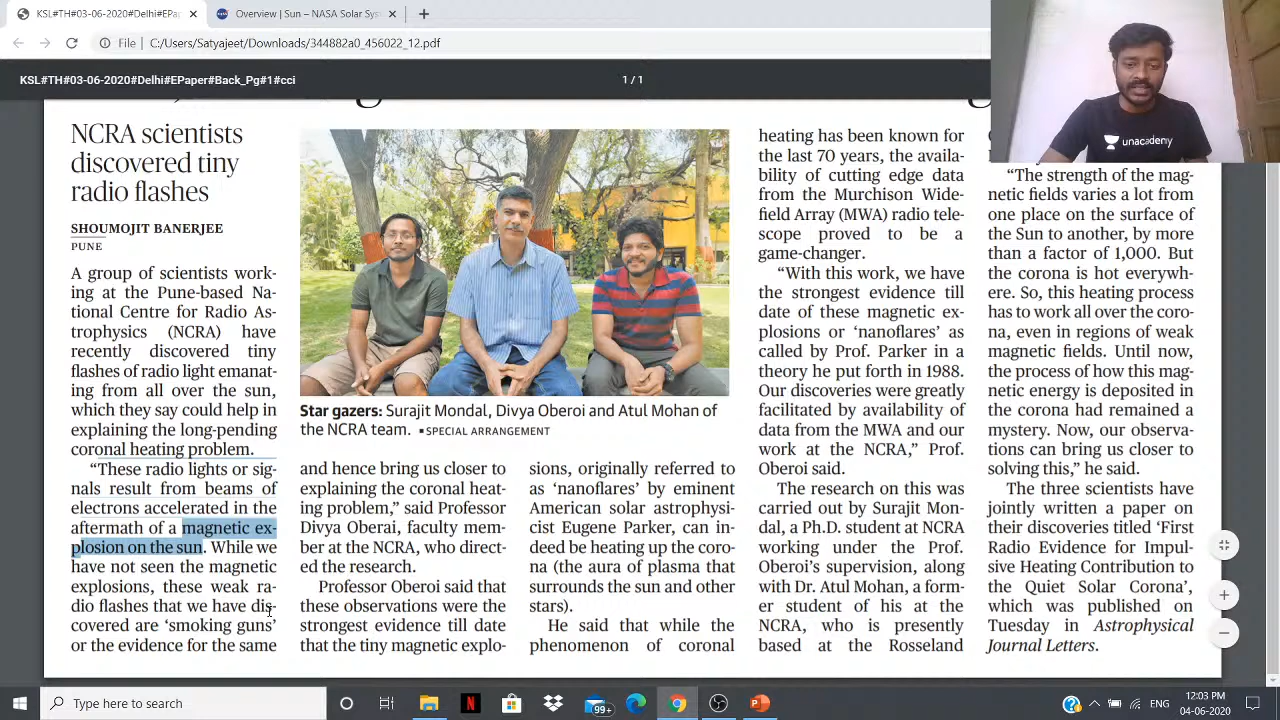 KSL#TH#03-06-2020#Delhi#EPa
Overview | Sun – NASA Solar Sys
File | C:/Users/Satyajeet/Downloads/344882a0_456022_12.pdf
KSL#TH#03-06-2020#Delhi#EPaper#Back_Pg#1#cci
1 / 1
unacademy
NCRA scientists
discovered tiny
radio flashes
SHOUMOJIT BANERJEE
PUNE
A group of scientists work-
ing at the Pune-based Na-
tional Centre for Radio As-
trophysics (NCRA) have
recently discovered tiny
flashes of radio light emanat-
ing from all over the sun,
which they say could help in
explaining the long-pending
coronal heating problem.
“These radio lights or sig-
nals result from beams of
electrons accelerated in the
aftermath of a magnetic ex-
plosion on the sun. While we
have not seen the magnetic
explosions, these weak ra-
dio flashes that we have dis-
covered are ‘smoking guns’
or the evidence for the same
Star gazers: Surajit Mondal, Divya Oberoi and Atul Mohan of
the NCRA team. ▪SPECIAL ARRANGEMENT
and hence bring us closer to
explaining the coronal heat-
ing problem,” said Professor
Divya Oberai, faculty mem-
ber at the NCRA, who direct-
ed the research.
Professor Oberoi said that
these observations were the
strongest evidence till date
that the tiny magnetic explo-
sions, originally referred to
as ‘nanoflares’ by eminent
American solar astrophysi-
cist Eugene Parker, can in-
deed be heating up the coro-
na (the aura of plasma that
surrounds the sun and other
stars).
He said that while the
phenomenon of coronal
heating has been known for
the last 70 years, the availa-
bility of cutting edge data
from the Murchison Wide-
field Array (MWA) radio tele-
scope proved to be a
game-changer.
“With this work, we have
the strongest evidence till
date of these magnetic ex-
plosions or ‘nanoflares’ as
called by Prof. Parker in a
theory he put forth in 1988.
Our discoveries were greatly
facilitated by availability of
data from the MWA and our
work at the NCRA,” Prof.
Oberoi said.
The research on this was
carried out by Surajit Mon-
dal, a Ph.D. student at NCRA
working under the Prof.
Oberoi’s supervision, along
with Dr. Atul Mohan, a form-
er student of his at the
NCRA, who is presently
based at the Rosseland
“The strength of the mag-
netic fields varies a lot from
one place on the surface of
the Sun to another, by more
than a factor of 1,000. But
the corona is hot everywh-
ere. So, this heating process
has to work all over the coro-
na, even in regions of weak
magnetic fields. Until now,
the process of how this mag-
netic energy is deposited in
the corona had remained a
mystery. Now, our observa-
tions can bring us closer to
solving this,” he said.
The three scientists have
jointly written a paper on
their discoveries titled ‘First
Radio Evidence for Impul-
sive Heating Contribution to
the Quiet Solar Corona’,
which was published on
Tuesday in Astrophysical
Journal Letters.
Type here to search
99+
ENG
12:03 PM
04-06-2020